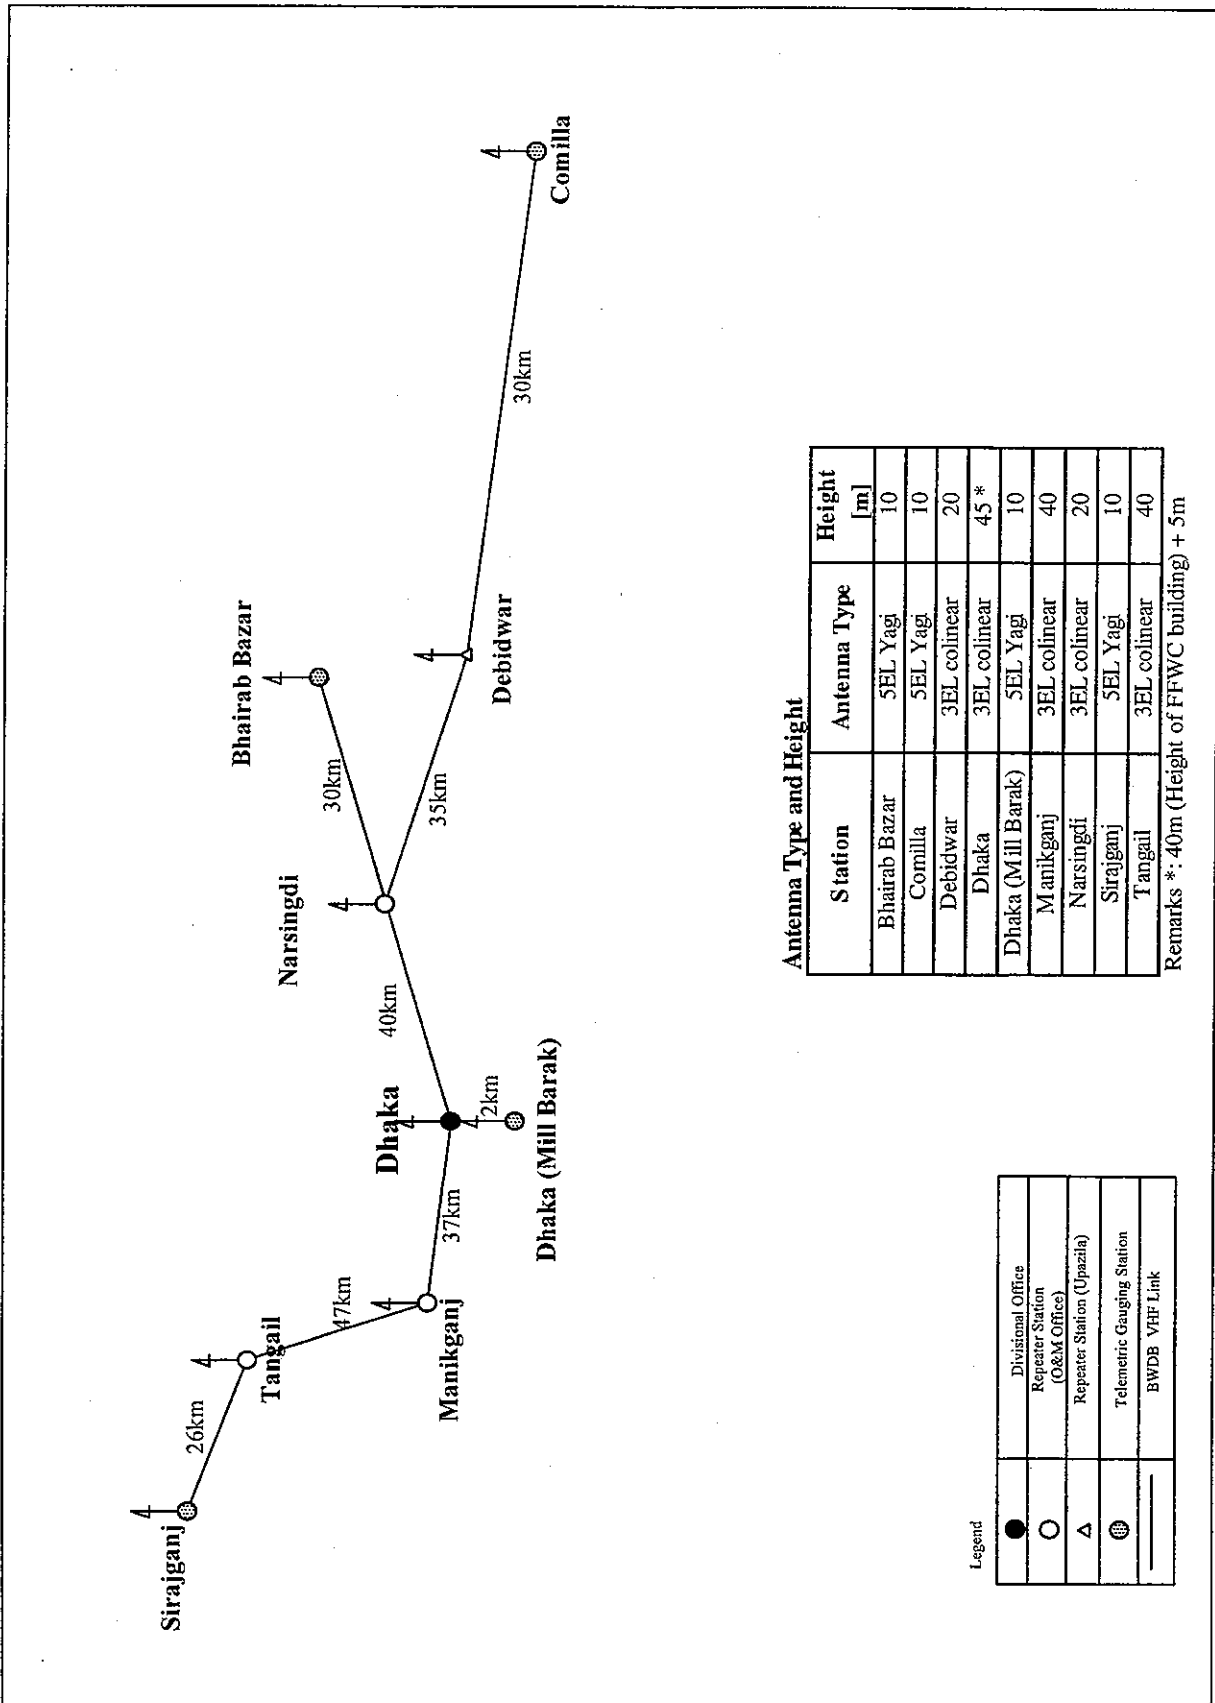 Sirajganj
26km
Tangail
47km
Manikganj
37km
Dhaka
2km
Dhaka (Mill Barak)
40km
Narsingdi
30km
Bhairab Bazar
35km
Debidwar
30km
Comilla
Legend
Divisional Office
Repeater Station
(O&M Office)
Repeater Station (Upazila)
Telemetric Gauging Station
BWDB VHF Link
Antenna Type and Height
Station Antenna Type Height
[m]
Bhairab Bazar 5EL Yagi 10
Comilla 5EL Yagi 10
Debidwar 3EL colinear 20
Dhaka 3EL colinear 45 *
Dhaka (Mill Barak) 5EL Yagi 10
Manikganj 3EL colinear 40
Narsingdi 3EL colinear 20
Sirajganj 5EL Yagi 10
Tangail 3EL colinear 40
Remarks *: 40m (Height of FFWC building) + 5m